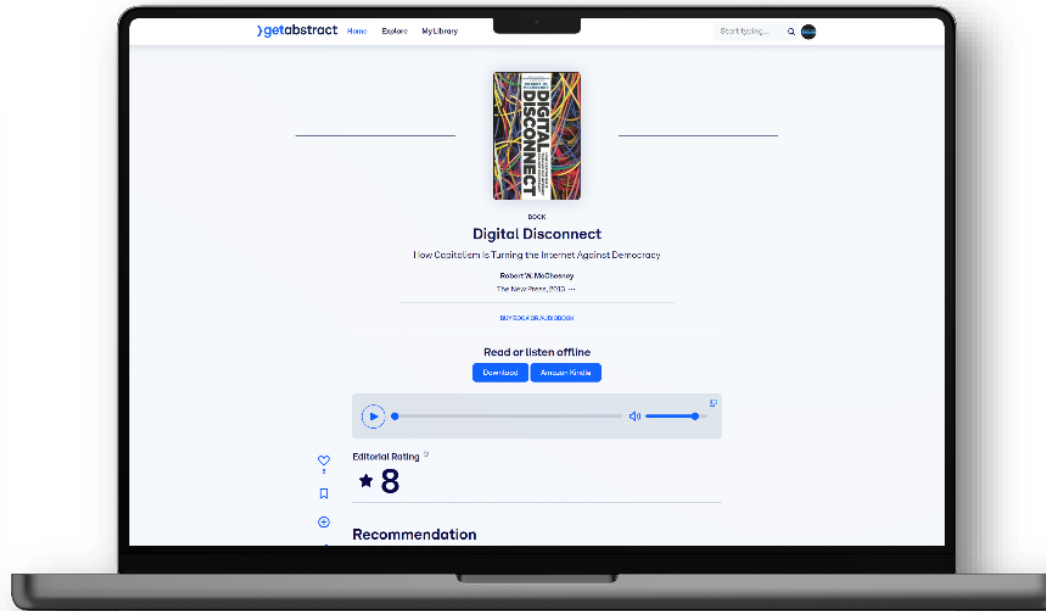 getabstract Home Explore My Library Start typing...
DIGITAL DISCONNECT
BOOK
Digital Disconnect
How Capitalism Is Turning the Internet Against Democracy
Robert W. McChesney
The New Press, 2013 ...
BUY BOOK OR AUDIOBOOK
Read or listen offline
Download Amazon Kindle
Editorial Rating
8
8
Recommendation